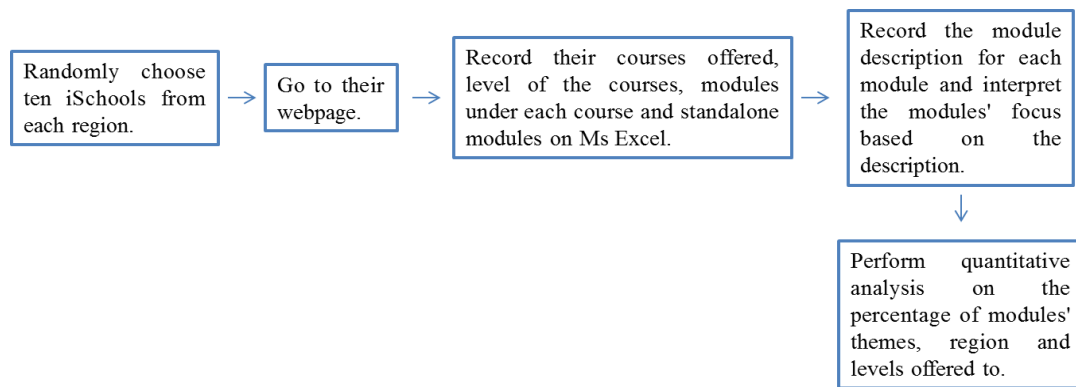 Randomly choose
ten iSchools from
each region.
Go to their
webpage.
Record their courses offered,
level of the courses, modules
under each course and standalone
modules on Ms Excel.
Record the module
description for each
module and interpret
the modules' focus
based on the
description.
Perform quantitative
analysis on the
percentage of modules'
themes, region and
levels offered to.